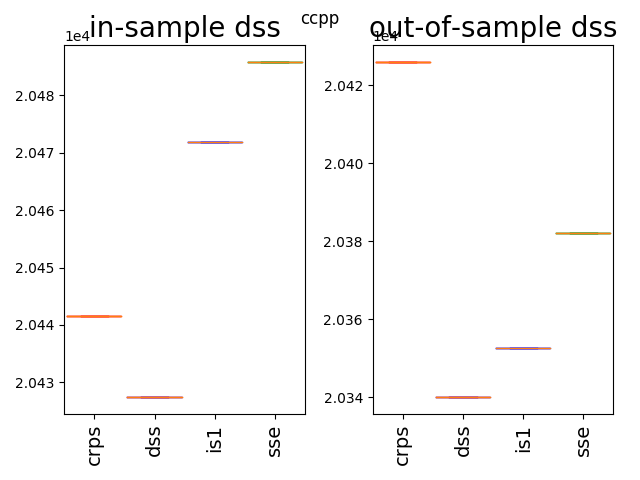 ccpp
in-sample dss
1e4
2.048
2.047
2.046
2.045
2.044
2.043
crps
dss
is1
sse
out-of-sample dss
1e4
2.042
2.040
2.038
2.036
2.034
crps
dss
is1
sse